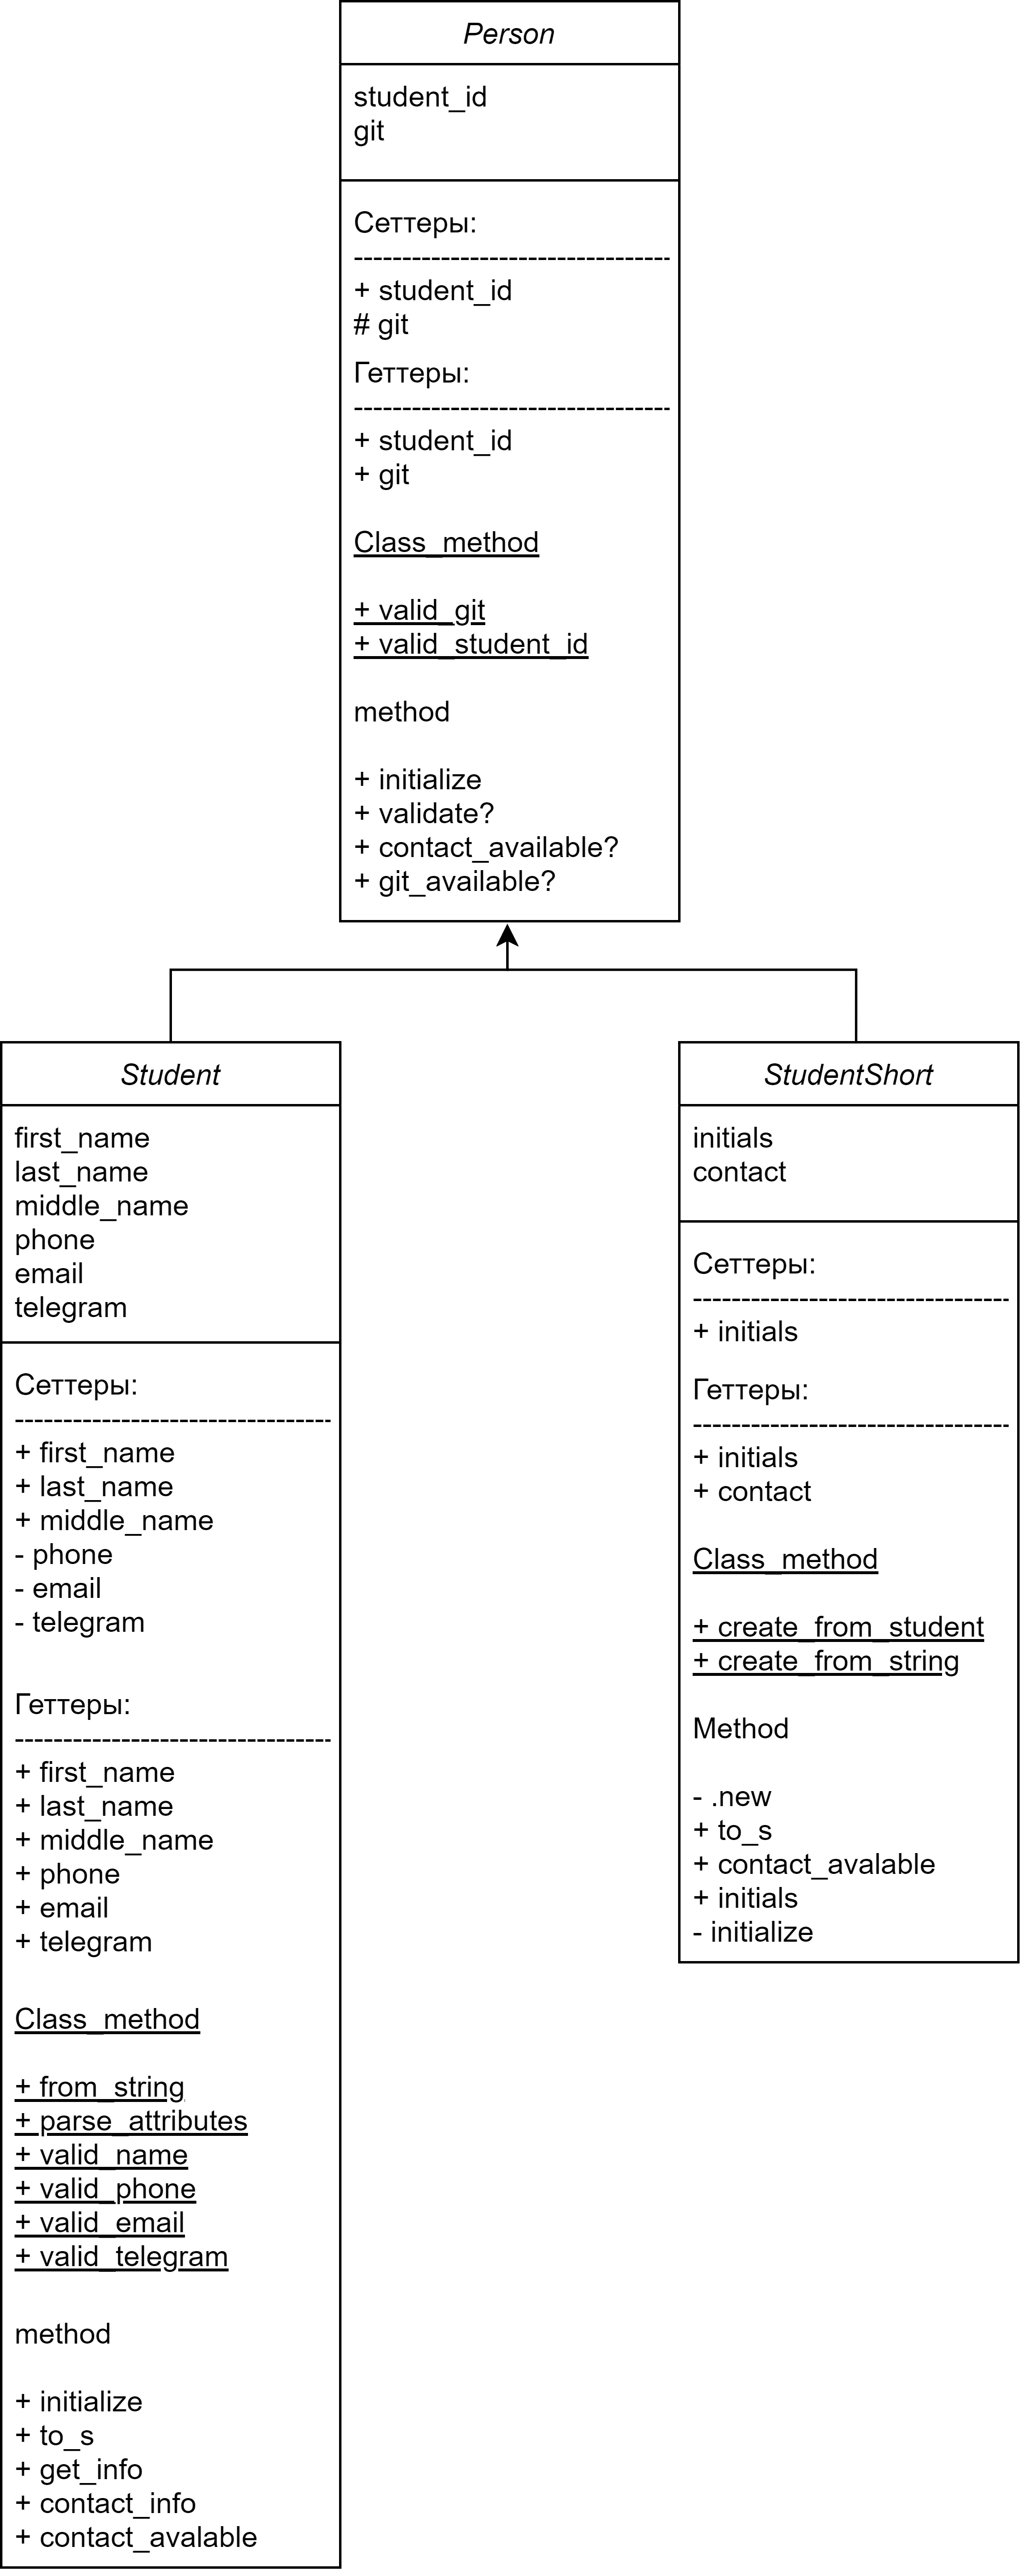 Person
student_id
git
Сеттеры:
---------------------------------
+ student_id
# git
Геттеры:
---------------------------------
+ student_id
+ git
Class_method
+ valid_git
+ valid_student_id
method
+ initialize
+ validate?
+ contact_available?
+ git_available?
Student
first_name
last_name
middle_name
phone
email
telegram
Сеттеры:
---------------------------------
+ first_name
+ last_name
+ middle_name
- phone
- email
- telegram
Геттеры:
---------------------------------
+ first_name
+ last_name
+ middle_name
+ phone
+ email
+ telegram
Class_method
+ from_string
+ parse_attributes
+ valid_name
+ valid_phone
+ valid_email
+ valid_telegram
method
+ initialize
+ to_s
+ get_info
+ contact_info
+ contact_avalable
StudentShort
initials
contact
Сеттеры:
---------------------------------
+ initials
Геттеры:
---------------------------------
+ initials
+ contact
Class_method
+ create_from_student
+ create_from_string
Method
- .new
+ to_s
+ contact_avalable
+ initials
- initialize